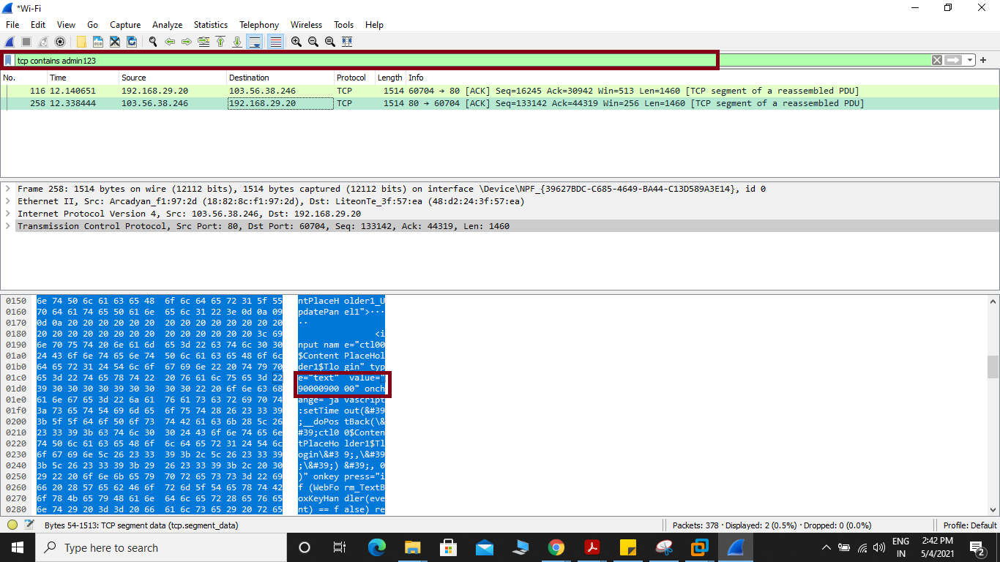 *Wi-Fi
File Edit View Go Capture Analyze Statistics Telephony Wireless Tools Help
tcp contains admin123
No. Time Source Destination Protocol Length Info
116 12.140651 192.168.29.20 103.56.38.246 TCP 1514 60704 → 80 [ACK] Seq=16245 Ack=30942 Win=513 Len=1460 [TCP segment of a reassembled PDU]
258 12.338444 103.56.38.246 192.168.29.20 TCP 1514 80 → 60704 [ACK] Seq=133142 Ack=44319 Win=256 Len=1460 [TCP segment of a reassembled PDU]
Frame 258: 1514 bytes on wire (12112 bits), 1514 bytes captured (12112 bits) on interface \Device\NPF_{39627BDC-C685-4649-BA44-C13D589A3E14}, id 0
Ethernet II, Src: Arcadyan_f1:97:2d (18:82:8c:f1:97:2d), Dst: LiteonTe_3f:57:ea (48:d2:24:3f:57:ea)
Internet Protocol Version 4, Src: 103.56.38.246, Dst: 192.168.29.20
Transmission Control Protocol, Src Port: 80, Dst Port: 60704, Seq: 133142, Ack: 44319, Len: 1460
0150 6e 74 50 6c 61 63 65 48 6f 6c 64 65 72 31 5f 55 ntPlaceH older1_U
0160 70 64 61 74 65 50 61 6e 65 6c 31 22 3e 0d 0a 09 pdatePan el1">···
0170 0d 0a 20 20 20 20 20 20 20 20 20 20 20 20 20 20 ··
0180 20 20 20 20 20 20 20 20 20 20 20 20 20 20 3c 69 <i
0190 6e 70 75 74 20 6e 61 6d 65 3d 22 63 74 6c 30 30 nput nam e="ctl00
01a0 24 43 6f 6e 74 65 6e 74 50 6c 61 63 65 48 6f 6c $Content PlaceHol
01b0 64 65 72 31 24 54 6c 6f 67 69 6e 22 20 74 79 70 der1$Tlo gin" typ
01c0 65 3d 22 74 65 78 74 22 20 76 61 6c 75 65 3d 22 e="text" value="
01d0 39 30 30 30 30 39 30 30 30 30 22 20 6f 6e 63 68 90000900 00" onch
01e0 61 6e 67 65 3d 22 6a 61 76 61 73 63 72 69 70 74 ange="ja vascript
01f0 3a 73 65 74 54 69 6d 65 6f 75 74 28 26 23 33 39 :setTime out(&#39
0200 3b 5f 5f 64 6f 50 6f 73 74 42 61 63 6b 28 5c 26 ;__doPos tBack(\&
0210 23 33 39 3b 63 74 6c 30 30 24 43 6f 6e 74 65 6e #39;ctl0 0$Conten
0220 74 50 6c 61 63 65 48 6f 6c 64 65 72 31 24 54 6c tPlaceHo lder1$Tl
0230 6f 67 69 6e 5c 26 23 33 39 3b 2c 5c 26 23 33 39 ogin\&#3 9;,\&#39
0240 3b 5c 26 23 33 39 3b 29 26 23 33 39 3b 2c 20 30 ;\&#39;) &#39;, 0
0250 29 22 20 6f 6e 6b 65 79 70 72 65 73 73 3d 22 69 )" onkey press="i
0260 66 20 28 57 65 62 46 6f 72 6d 5f 54 65 78 74 42 f (WebFo rm_TextB
0270 6f 78 4b 65 79 48 61 6e 64 6c 65 72 28 65 76 65 oxKeyHan dler(eve
0280 6e 74 29 20 3d 3d 20 66 61 6c 73 65 29 20 72 65 nt) == f alse) re
Bytes 54-1513: TCP segment data (tcp.segment_data) Packets: 378 · Displayed: 2 (0.5%) · Dropped: 0 (0.0%) Profile: Default
Type here to search ENG IN 2:42 PM 5/4/2021 2